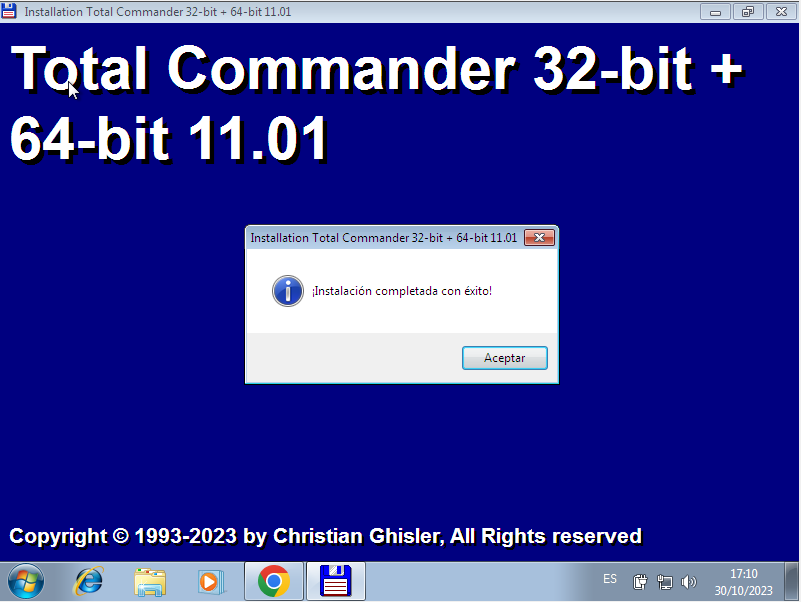 Installation Total Commander 32-bit + 64-bit 11.01
Total Commander 32-bit +
64-bit 11.01
Installation Total Commander 32-bit + 64-bit 11.01
¡Instalación completada con éxito!
Aceptar
Copyright © 1993-2023 by Christian Ghisler, All Rights reserved
ES
17:10
30/10/2023